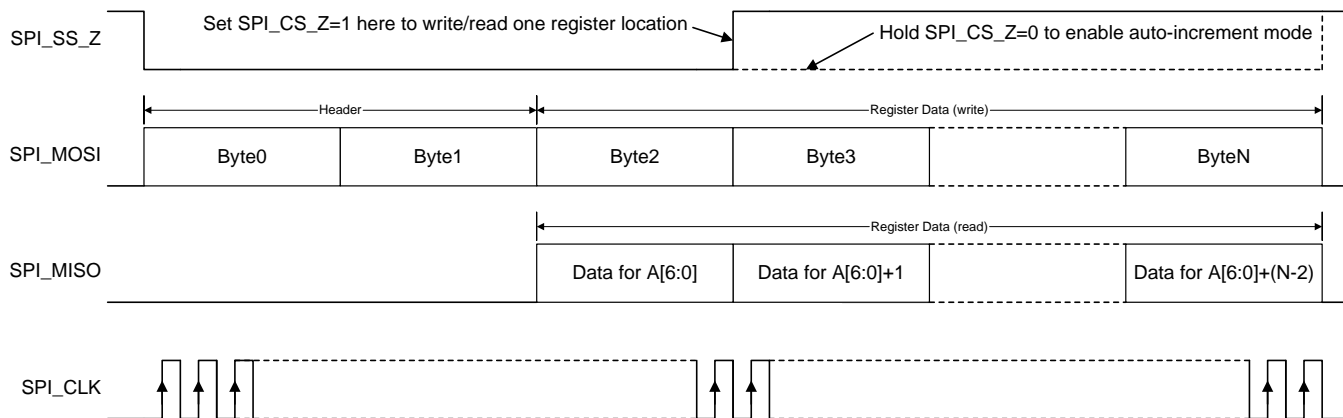 Set SPI_CS_Z=1 here to write/read one register location
SPI_SS_Z
Hold SPI_CS_Z=0 to enable auto-increment mode
Header
Register Data (write)
SPI_MOSI
Byte0
Byte1
Byte2
Byte3
ByteN
Register Data (read)
SPI_MISO
Data for A[6:0]
Data for A[6:0]+1
Data for A[6:0]+(N-2)
SPI_CLK